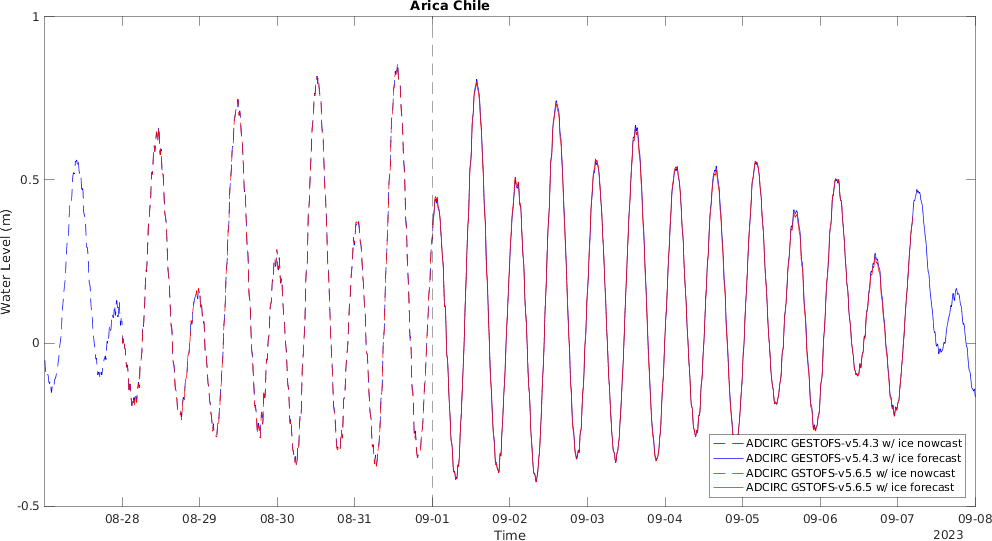 Arica Chile
1
0.5
0
-0.5
Water Level (m)
ADCIRC GESTOFS-v5.4.3 w/ ice nowcast
ADCIRC GESTOFS-v5.4.3 w/ ice forecast
ADCIRC GSTOFS-v5.6.5 w/ ice nowcast
ADCIRC GSTOFS-v5.6.5 w/ ice forecast
08-28 08-29 08-30 08-31 09-01 09-02 09-03 09-04 09-05 09-06 09-07 09-08
Time
2023